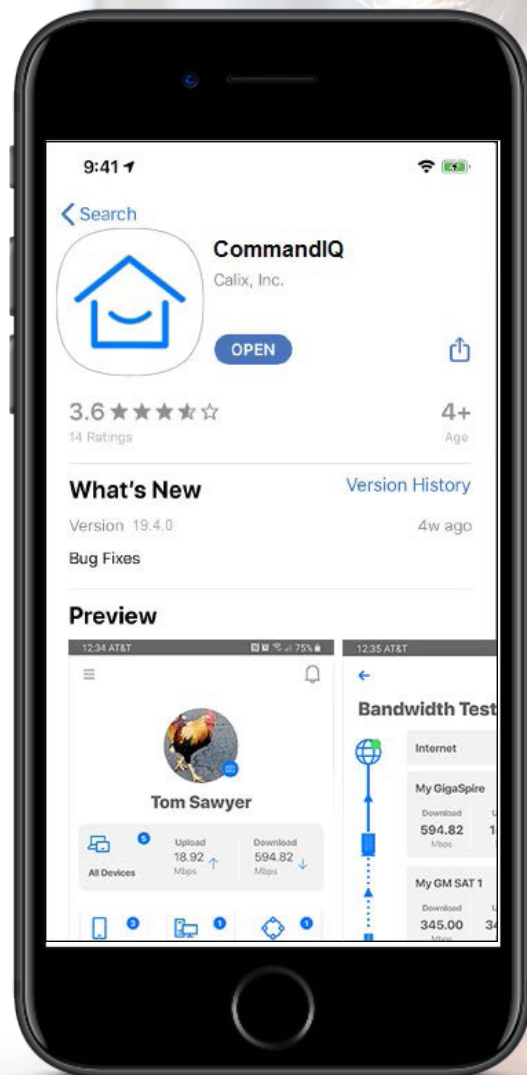 9:41
Search
CommandIQ
Calix, Inc.
OPEN
3.6
4+
14 Ratings
Age
What's New
Version History
Version 19.4.0
4w ago
Bug Fixes
Preview
12:34 AT&T
75%
Tom Sawyer
5
All Devices
Upload
18.92
Mbps
Download
594.82
Mbps
3
1
1
12:35 AT&T
Bandwidth Test
Internet
My GigaSpire
Download
594.82
Mbps
My GM SAT 1
Download
345.00
Mbps